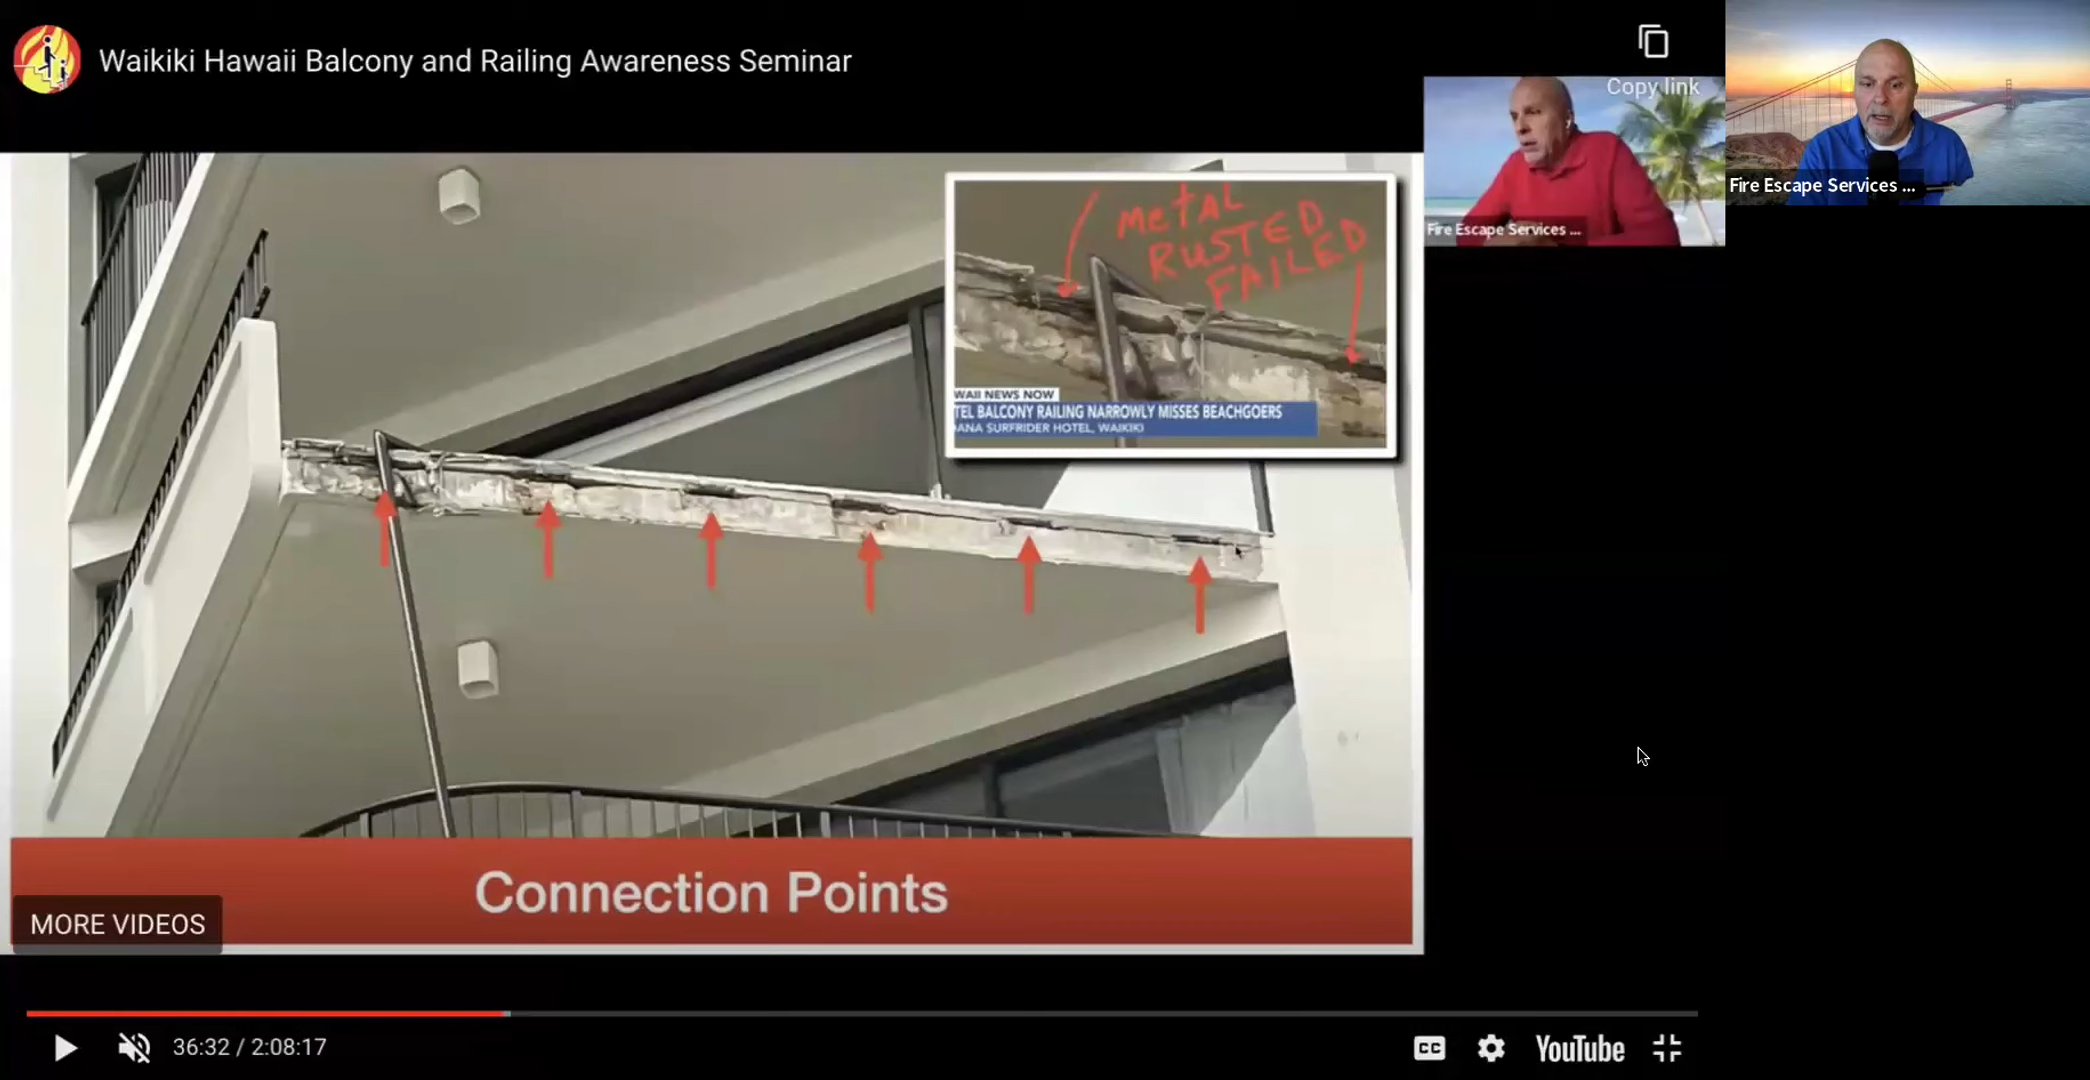 Waikiki Hawaii Balcony and Railing Awareness Seminar
Copy link
Fire Escape Services ...
Fire Escape Services ...
METAL
RUSTED
FAILED
WAII NEWS NOW
TEL BALCONY RAILING NARROWLY MISSES BEACHGOERS
OANA SURFRIDER HOTEL, WAIKIKI
Connection Points
MORE VIDEOS
36:32 / 2:08:17
CC
YouTube